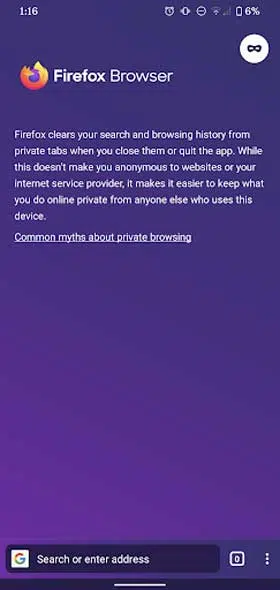 1:16
6%
Firefox Browser
Firefox clears your search and browsing history from
private tabs when you close them or quit the app. While
this doesn't make you anonymous to websites or your
internet service provider, it makes it easier to keep what
you do online private from anyone else who uses this
device.
Common myths about private browsing
G
Search or enter address
0